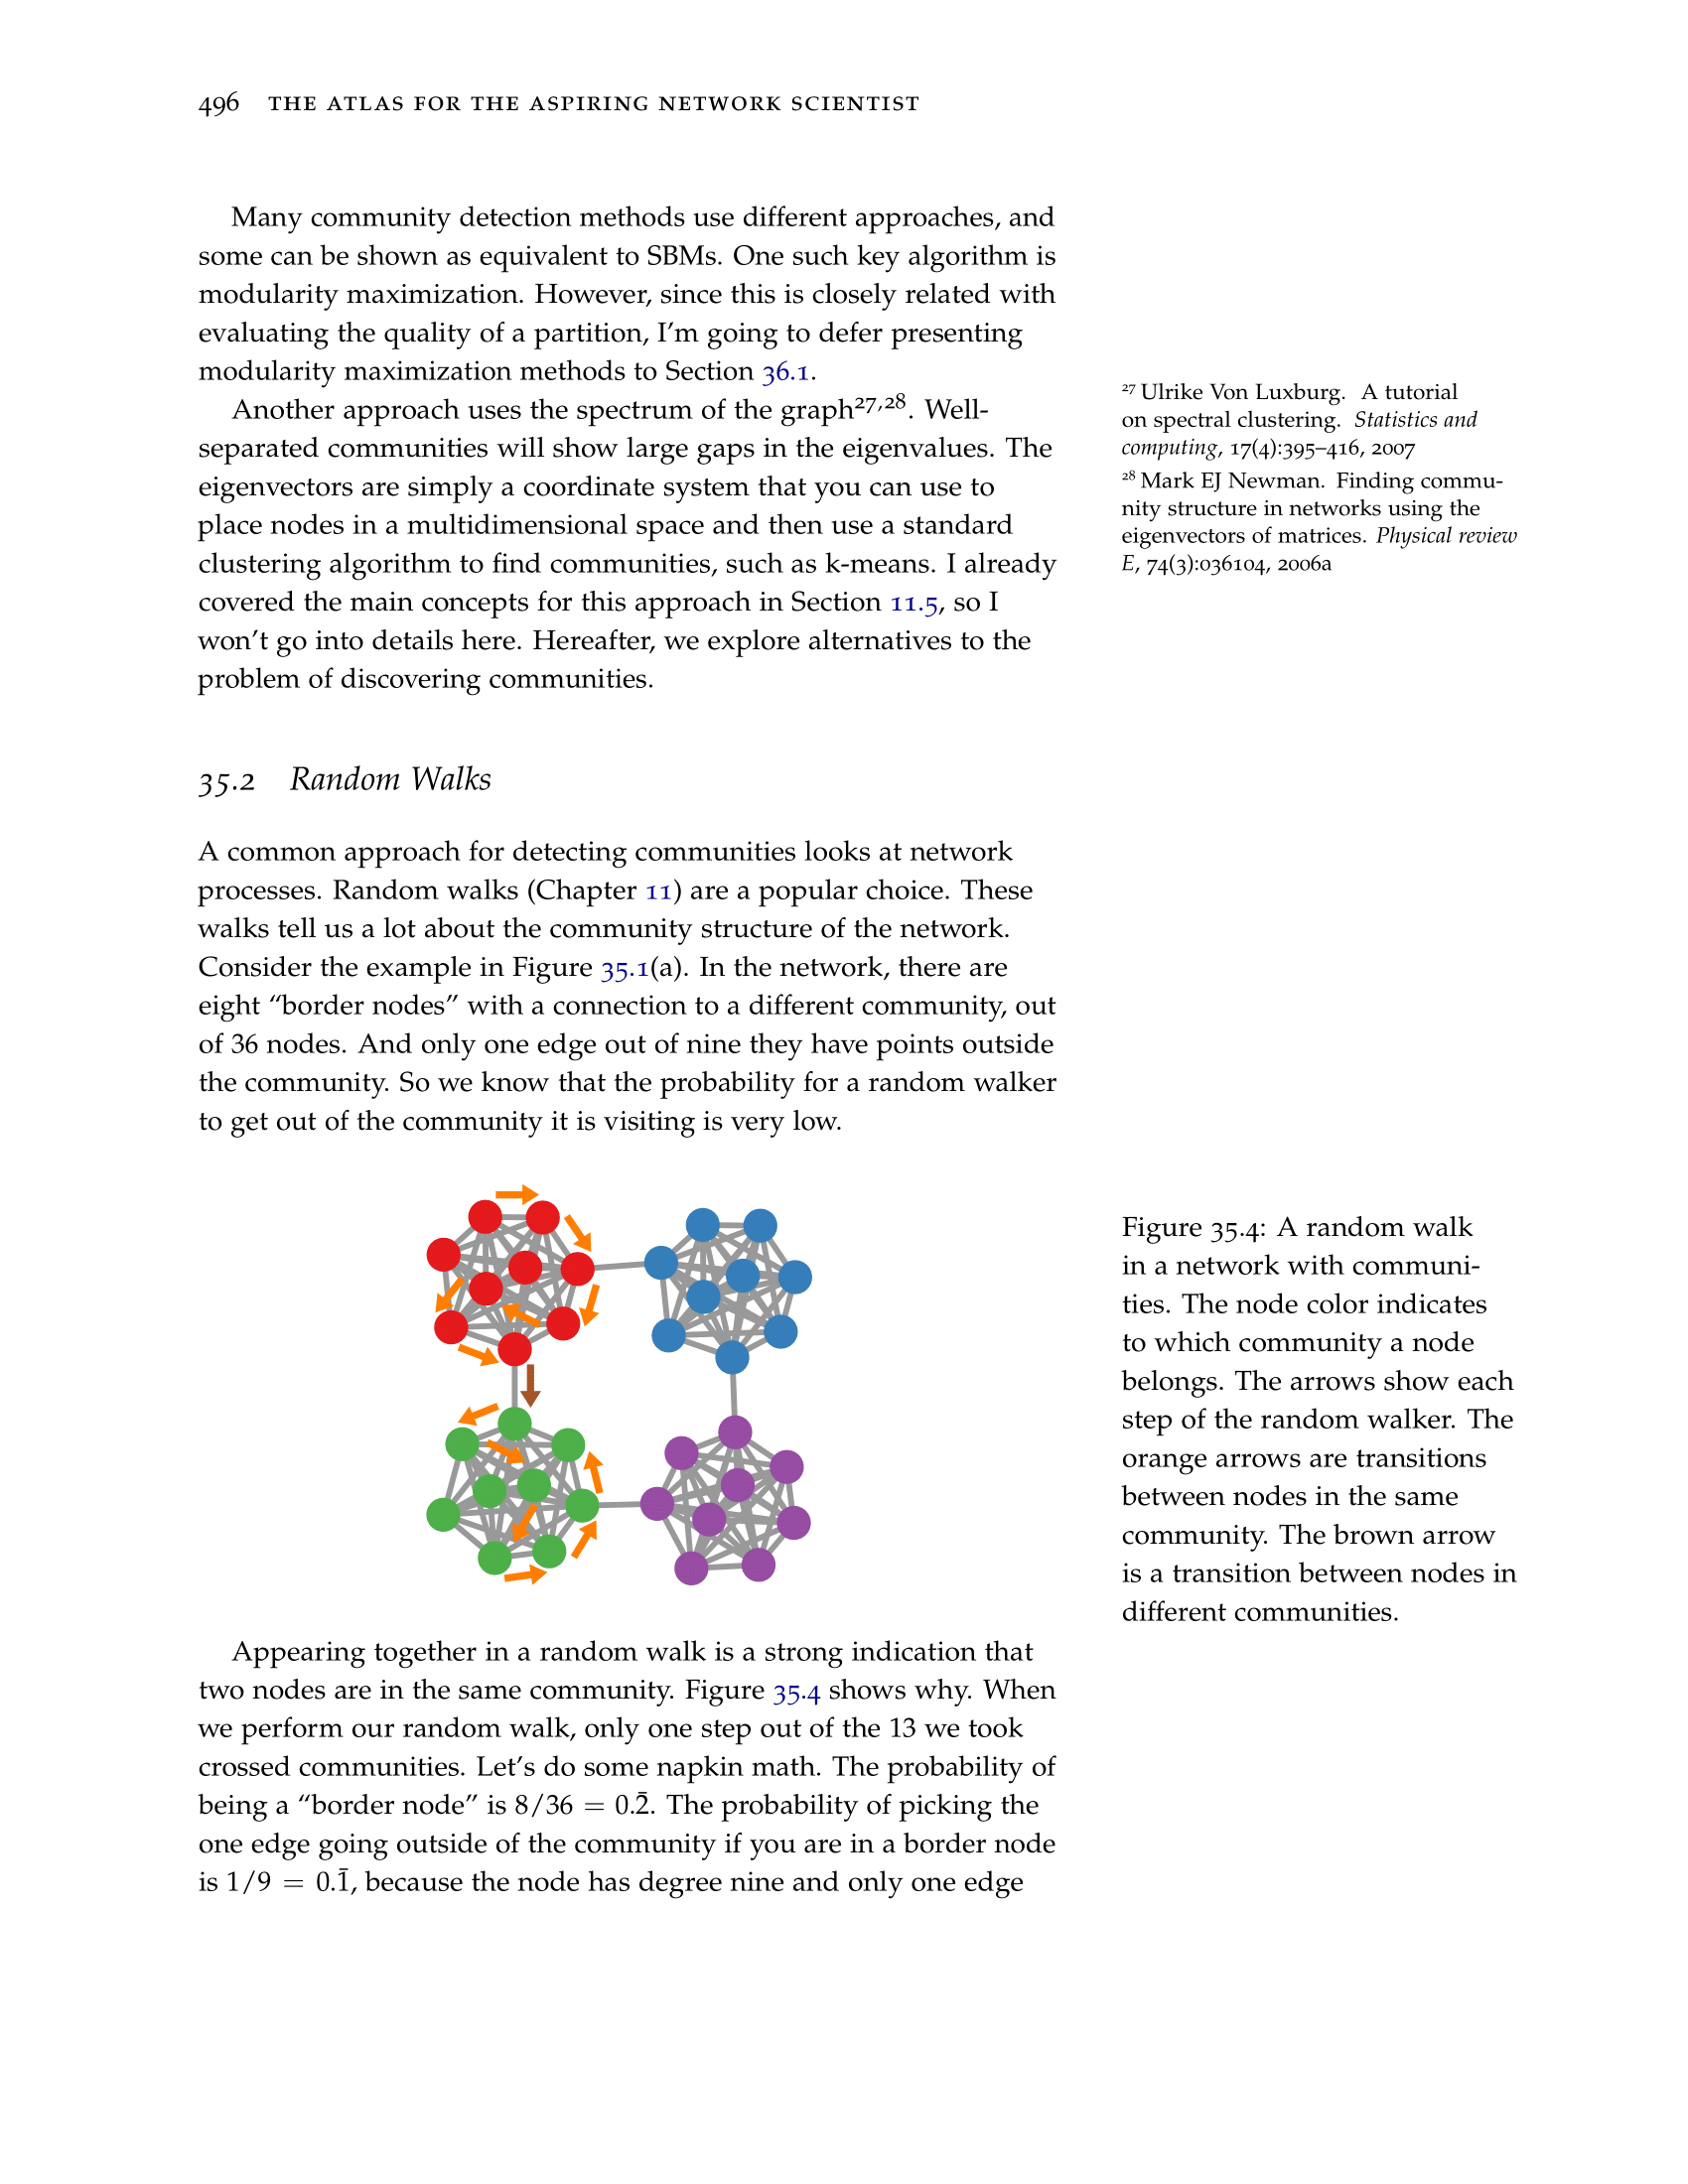 496 THE ATLAS FOR THE ASPIRING NETWORK SCIENTIST
Many community detection methods use different approaches, and
some can be shown as equivalent to SBMs. One such key algorithm is
modularity maximization. However, since this is closely related with
evaluating the quality of a partition, I'm going to defer presenting
modularity maximization methods to Section 36.1.
Another approach uses the spectrum of the graph27,28. Well-
separated communities will show large gaps in the eigenvalues. The
eigenvectors are simply a coordinate system that you can use to
place nodes in a multidimensional space and then use a standard
clustering algorithm to find communities, such as k-means. I already
covered the main concepts for this approach in Section 11.5, so I
won't go into details here. Hereafter, we explore alternatives to the
problem of discovering communities.
27 Ulrike Von Luxburg. A tutorial
on spectral clustering. Statistics and
computing, 17(4):395–416, 2007
28 Mark EJ Newman. Finding commu-
nity structure in networks using the
eigenvectors of matrices. Physical review
E, 74(3):036104, 2006a
35.2 Random Walks
A common approach for detecting communities looks at network
processes. Random walks (Chapter 11) are a popular choice. These
walks tell us a lot about the community structure of the network.
Consider the example in Figure 35.1(a). In the network, there are
eight “border nodes” with a connection to a different community, out
of 36 nodes. And only one edge out of nine they have points outside
the community. So we know that the probability for a random walker
to get out of the community it is visiting is very low.
Figure 35.4: A random walk
in a network with communi-
ties. The node color indicates
to which community a node
belongs. The arrows show each
step of the random walker. The
orange arrows are transitions
between nodes in the same
community. The brown arrow
is a transition between nodes in
different communities.
Appearing together in a random walk is a strong indication that
two nodes are in the same community. Figure 35.4 shows why. When
we perform our random walk, only one step out of the 13 we took
crossed communities. Let's do some napkin math. The probability of
being a “border node” is 8/36 = 0.2̄. The probability of picking the
one edge going outside of the community if you are in a border node
is 1/9 = 0.1̄, because the node has degree nine and only one edge